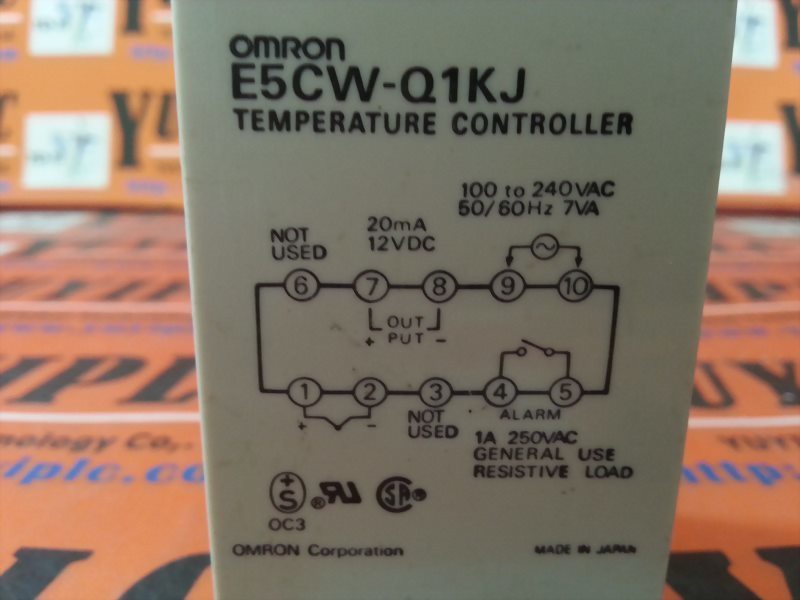 OMRON
E5CW-Q1KJ
TEMPERATURE CONTROLLER
100 to 240VAC
50/60Hz 7VA
20mA
12VDC
NOT
USED
6 7 8 9 10
OUT
+ PUT -
1 2 3 4 5
+ -
NOT
USED
ALARM
1A 250VAC
GENERAL USE
RESISTIVE LOAD
OC3
OMRON Corporation
MADE IN JAPAN